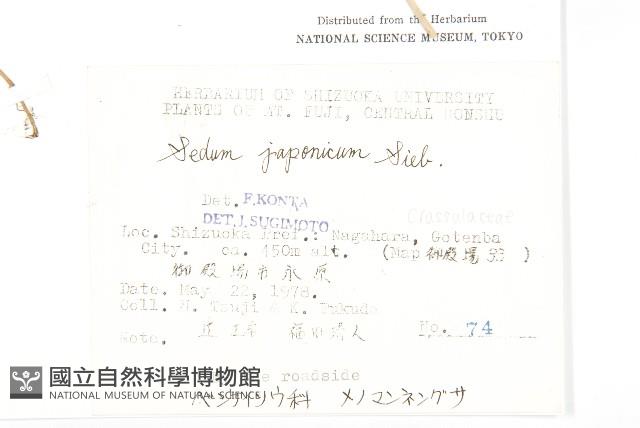 Distributed from the Herbarium
NATIONAL SCIENCE MUSEUM, TOKYO
HERBARIUM OF SHIZUOKA UNIVERSITY
PLANTS OF MT. FUJI, CENTRAL HONSHU
Sedum japonicum Sieb.
Det. F.KONTA
DET.J.SUGIMOTO
Crassulaceae
Loc. Shizuoka Pref.: Nagahara, Gotenba
City. ca. 450m alt. (Map 御殿場 )
御殿場市永原
Date. May 22, 1978.
Coll. Tsuji & K. Fukuda
Note. No. 74
roadside
國立自然科學博物館
NATIONAL MUSEUM OF NATURAL SCIENCE
ベンケイソウ科 メノマンネングサ